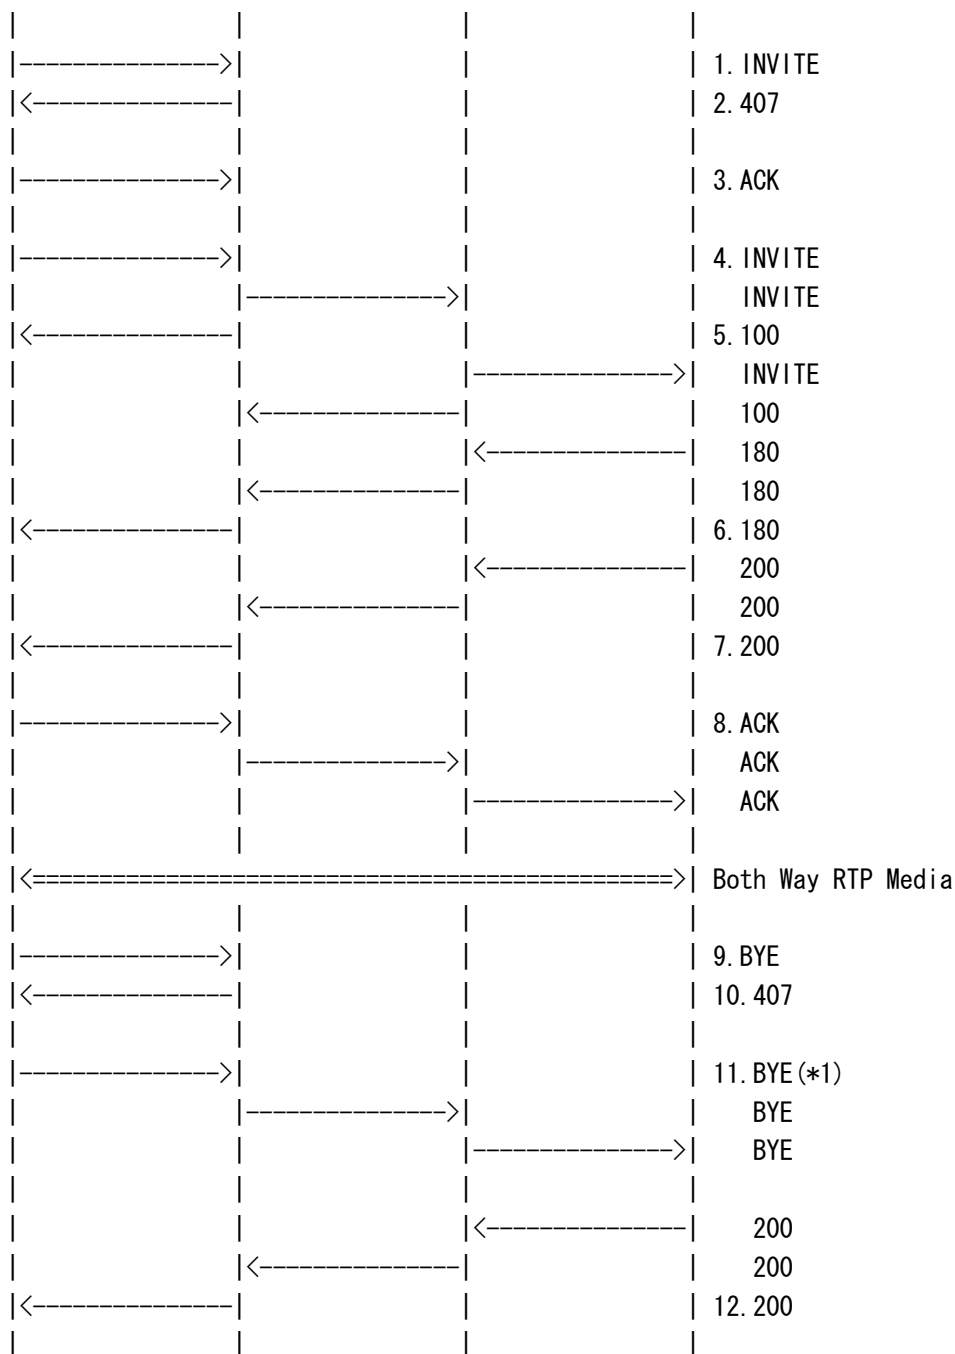 1. INVITE
2. 407
3. ACK
4. INVITE
INVITE
5. 100
INVITE
100
180
180
6. 180
200
200
7. 200
8. ACK
ACK
ACK
Both Way RTP Media
9. BYE
10. 407
11. BYE(*1)
BYE
BYE
200
200
12. 200